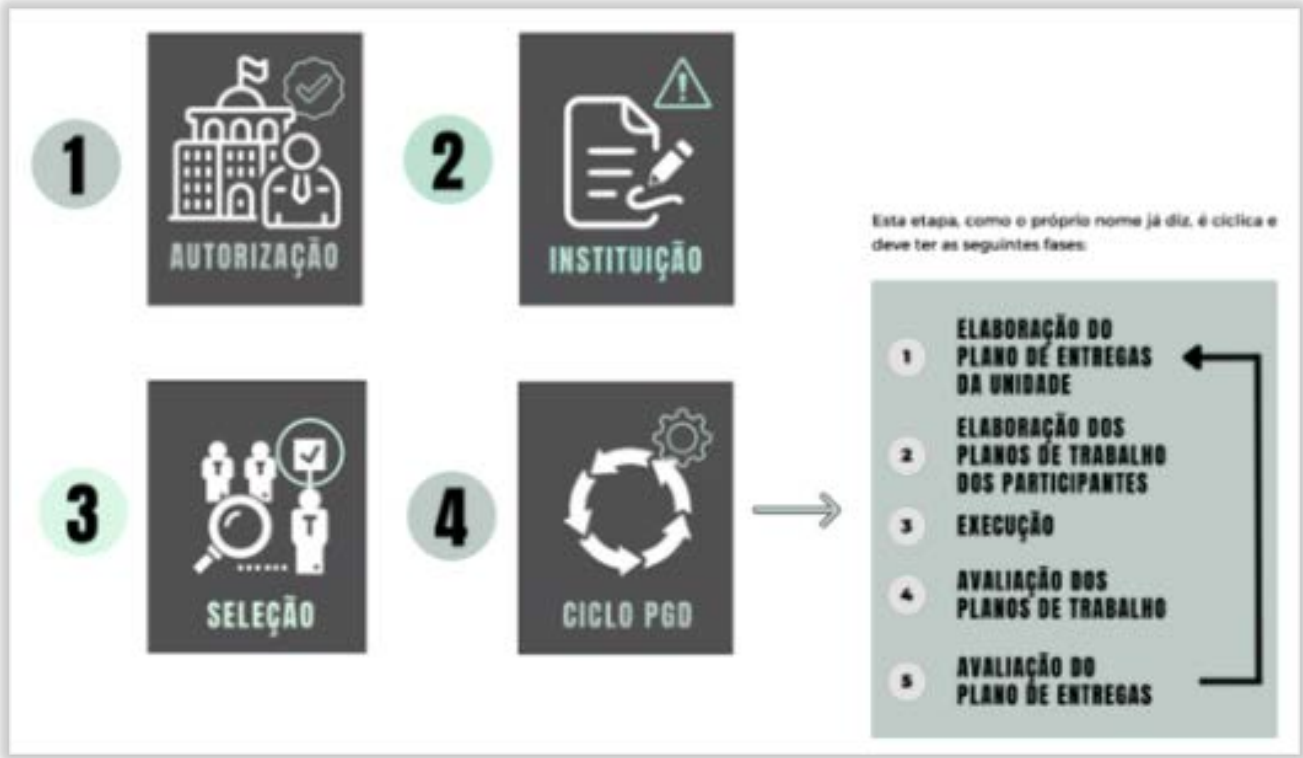 1
AUTORIZAÇÃO
2
INSTITUIÇÃO
3
SELEÇÃO
4
CICLO PGD
Esta etapa, como o próprio nome já diz, é cíclica e
deve ter as seguintes fases:
1
ELABORAÇÃO DO
PLANO DE ENTREGAS
DA UNIDADE
2
ELABORAÇÃO DOS
PLANOS DE TRABALHO
DOS PARTICIPANTES
3
EXECUÇÃO
4
AVALIAÇÃO DOS
PLANOS DE TRABALHO
5
AVALIAÇÃO DO
PLANO DE ENTREGAS